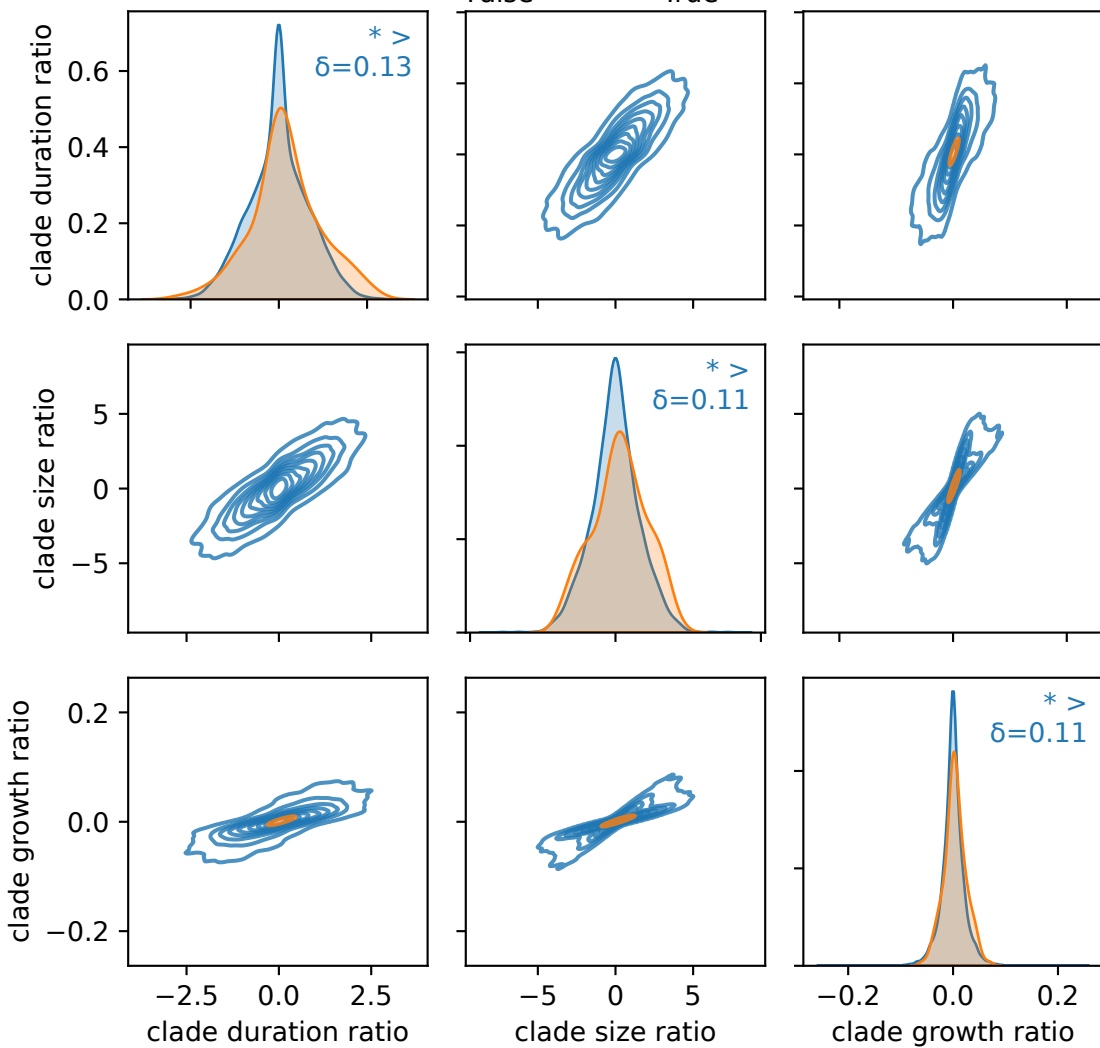 * >
δ=0.13
clade duration ratio
0.6
0.4
0.2
0.0
* >
δ=0.11
clade size ratio
5
0
−5
* >
δ=0.11
clade growth ratio
0.2
0.0
−0.2
−2.5 0.0 2.5
−5 0 5
−0.2 0.0 0.2
clade duration ratio
clade size ratio
clade growth ratio